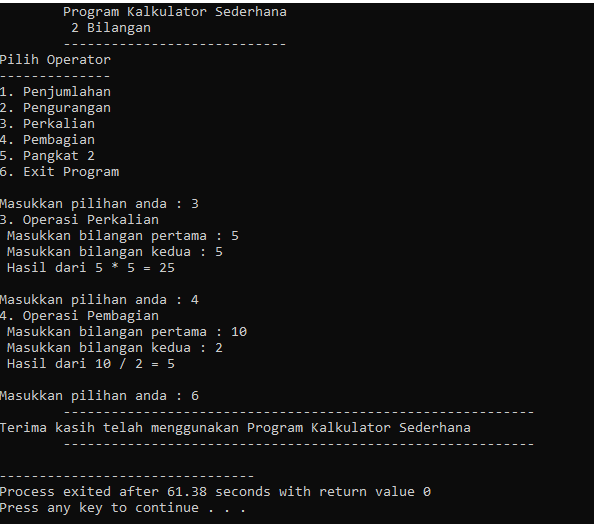 Program Kalkulator Sederhana
2 Bilangan
----------------------------
Pilih Operator
--------------
1. Penjumlahan
2. Pengurangan
3. Perkalian
4. Pembagian
5. Pangkat 2
6. Exit Program
Masukkan pilihan anda : 3
3. Operasi Perkalian
Masukkan bilangan pertama : 5
Masukkan bilangan kedua : 5
Hasil dari 5 * 5 = 25
Masukkan pilihan anda : 4
4. Operasi Pembagian
Masukkan bilangan pertama : 10
Masukkan bilangan kedua : 2
Hasil dari 10 / 2 = 5
Masukkan pilihan anda : 6
-----------------------------------------------------------
Terima kasih telah menggunakan Program Kalkulator Sederhana
-----------------------------------------------------------
--------------------------------
Process exited after 61.38 seconds with return value 0
Press any key to continue . . .